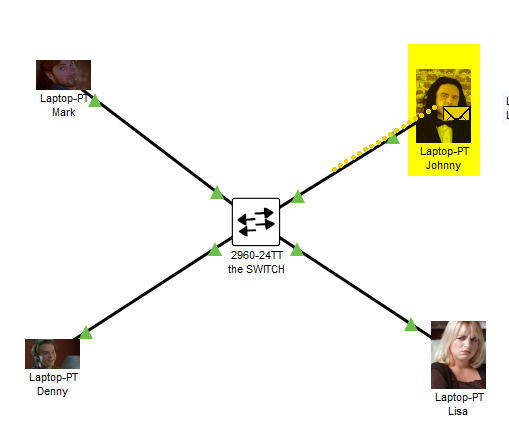 Laptop-PT
Mark
Laptop-PT
Johnny
L
L
2960-24TT
the SWITCH
Laptop-PT
Denny
Laptop-PT
Lisa